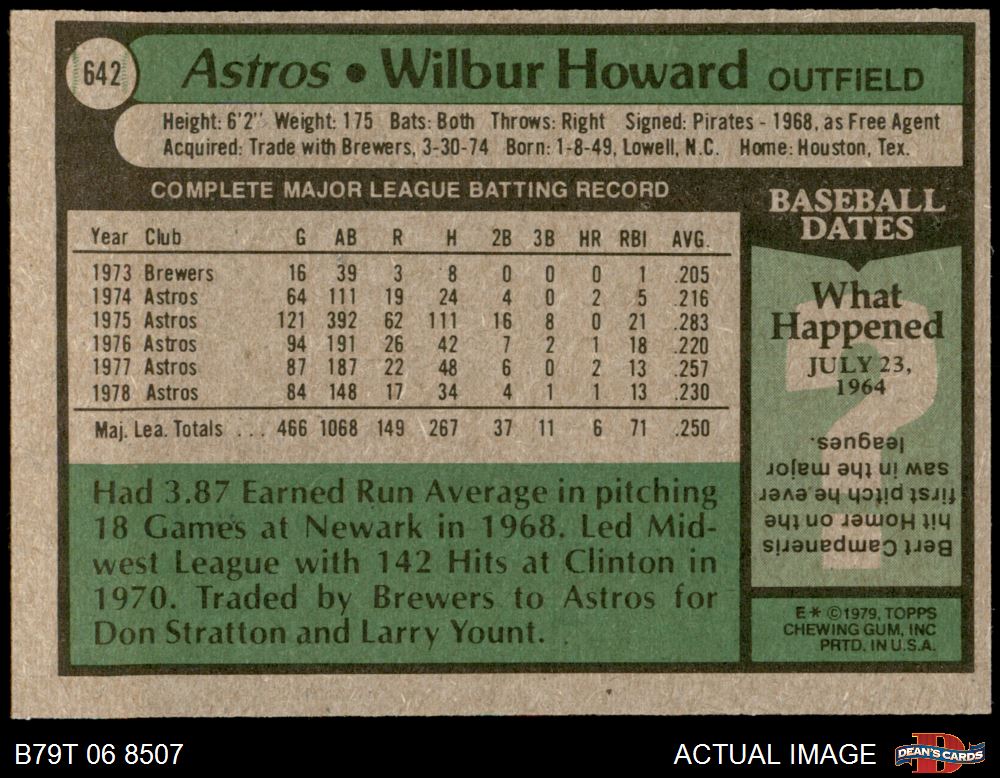 642
Astros • Wilbur Howard OUTFIELD
Height: 6'2" Weight: 175 Bats: Both Throws: Right Signed: Pirates - 1968, as Free Agent
Acquired: Trade with Brewers, 3-30-74 Born: 1-8-49, Lowell, N.C. Home: Houston, Tex.
COMPLETE MAJOR LEAGUE BATTING RECORD
Year Club G AB R H 2B 3B HR RBI AVG.
1973 Brewers 16 39 3 8 0 0 0 1 .205
1974 Astros 64 111 19 24 4 0 2 5 .216
1975 Astros 121 392 62 111 16 8 0 21 .283
1976 Astros 94 191 26 42 7 2 1 18 .220
1977 Astros 87 187 22 48 6 0 2 13 .257
1978 Astros 84 148 17 34 4 1 1 13 .230
Maj. Lea. Totals ... 466 1068 149 267 37 11 6 71 .250
Had 3.87 Earned Run Average in pitching
18 Games at Newark in 1968. Led Mid-
west League with 142 Hits at Clinton in
1970. Traded by Brewers to Astros for
Don Stratton and Larry Yount.
BASEBALL
DATES
What
Happened
JULY 23,
1964
?
Bert Campaneris
hit Homer on the
first pitch he ever
saw in the major
leagues.
E* ©1979, TOPPS
CHEWING GUM, INC
PRTD. IN U.S.A.
B79T 06 8507
ACTUAL IMAGE
D
DEAN'S CARDS